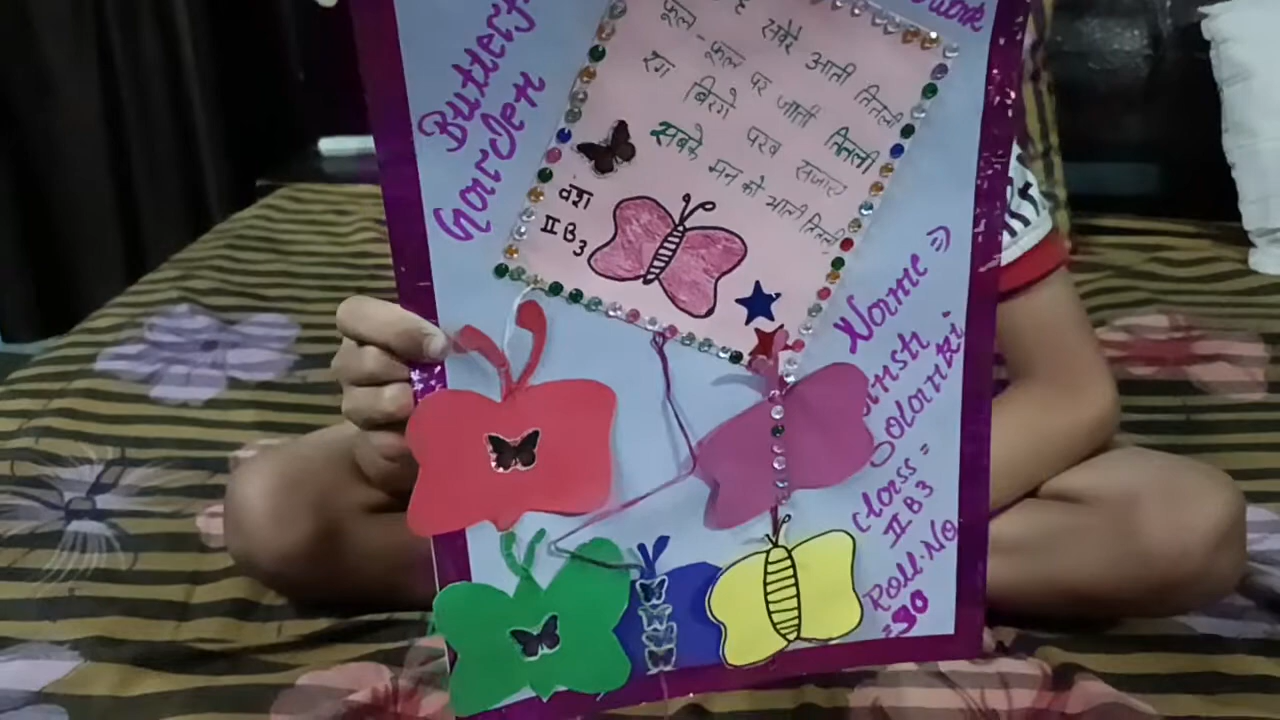 Butterfly
Garden
सवेरे आती तितली
फूल - फूल पर जाती तितली
रंग बिरंगे पंख सजाए
सबके मन को भाती तितली
वंश
II B3
Name =)
Solanki
Class =
II B3
Roll.No
=30